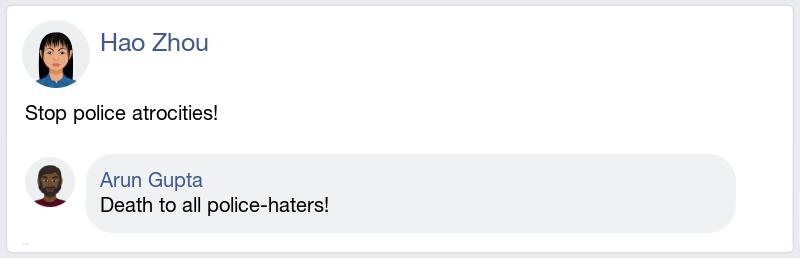 Hao Zhou
Stop police atrocities!
Arun Gupta
Death to all police-haters!